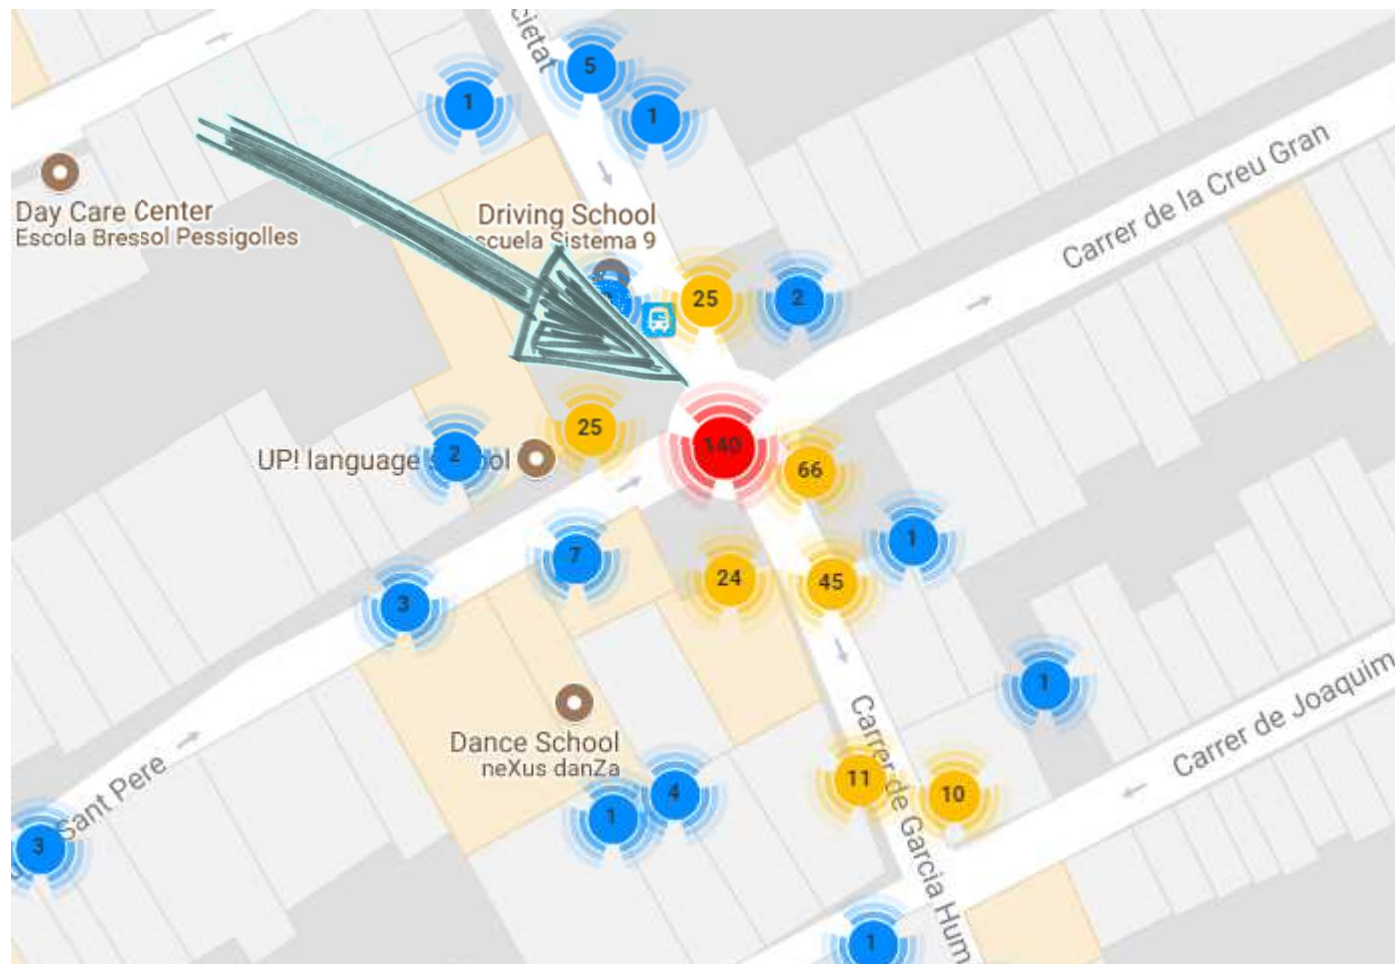 cietat
5
1
1
Day Care Center
Escola Bressol Pessigolles
Driving School
scuela Sistema 9
Carrer de la Creu Gran
25
2
25
140
66
UP! language
2
7
1
24
45
3
1
Dance School
neXus danZa
Carrer de Garcia Hum
Carrer de Joaquim
Sant Pere
11
10
4
1
3
1